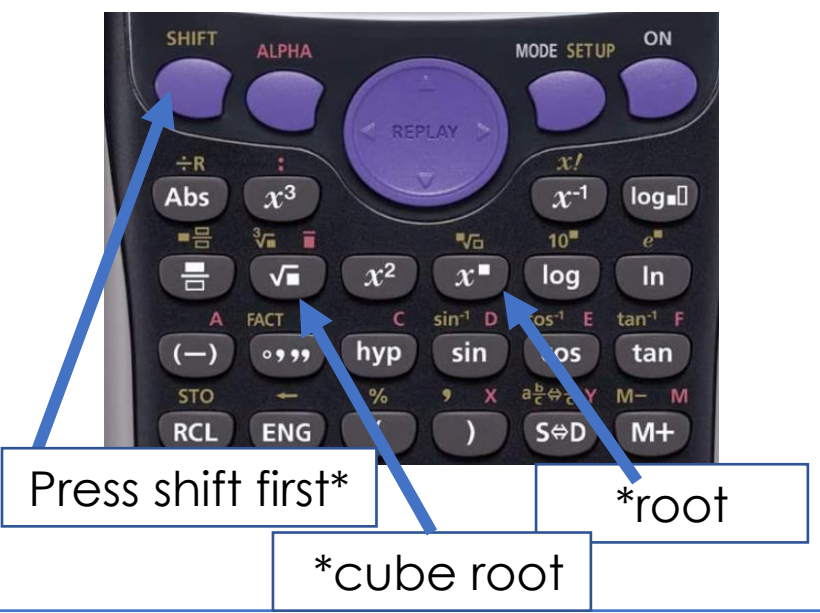 SHIFT ALPHA MODE SETUP ON
REPLAY
÷R : x!
Abs x³ x⁻¹ log■▯
■▤ ³√■ ■ ■√□ 10■ e■
▤ √■ x² x■ log ln
A FACT C sin⁻¹ D cos⁻¹ E tan⁻¹ F
(—) °,,, hyp sin cos tan
STO ← % , X a b/c⇔ Y M− M
RCL ENG ( ) S⇔D M+
Press shift first*
*root
*cube root